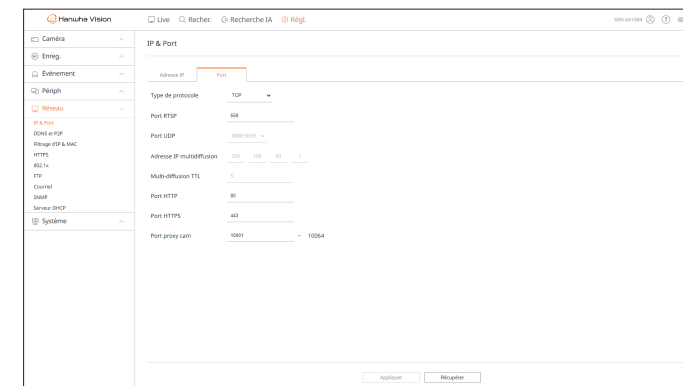 Hanwha Vision
Live Recher. Recherche IA Régl.
Caméra
Enreg.
Évènement
Périph
Réseau
IP & Port
DDNS et P2P
Filtrage d'IP & MAC
HTTPS
802.1x
FTP
Courriel
SNMP
Serveur DHCP
Système
IP & Port
Adresse IP Port
Type de protocole TCP
Port RTSP 558
Port UDP
Adresse IP multidiffusion
Multi-diffusion TTL 5
Port HTTP 80
Port HTTPS 443
Port proxy cam 10001 ~ 10064
Appliquer Récupérer